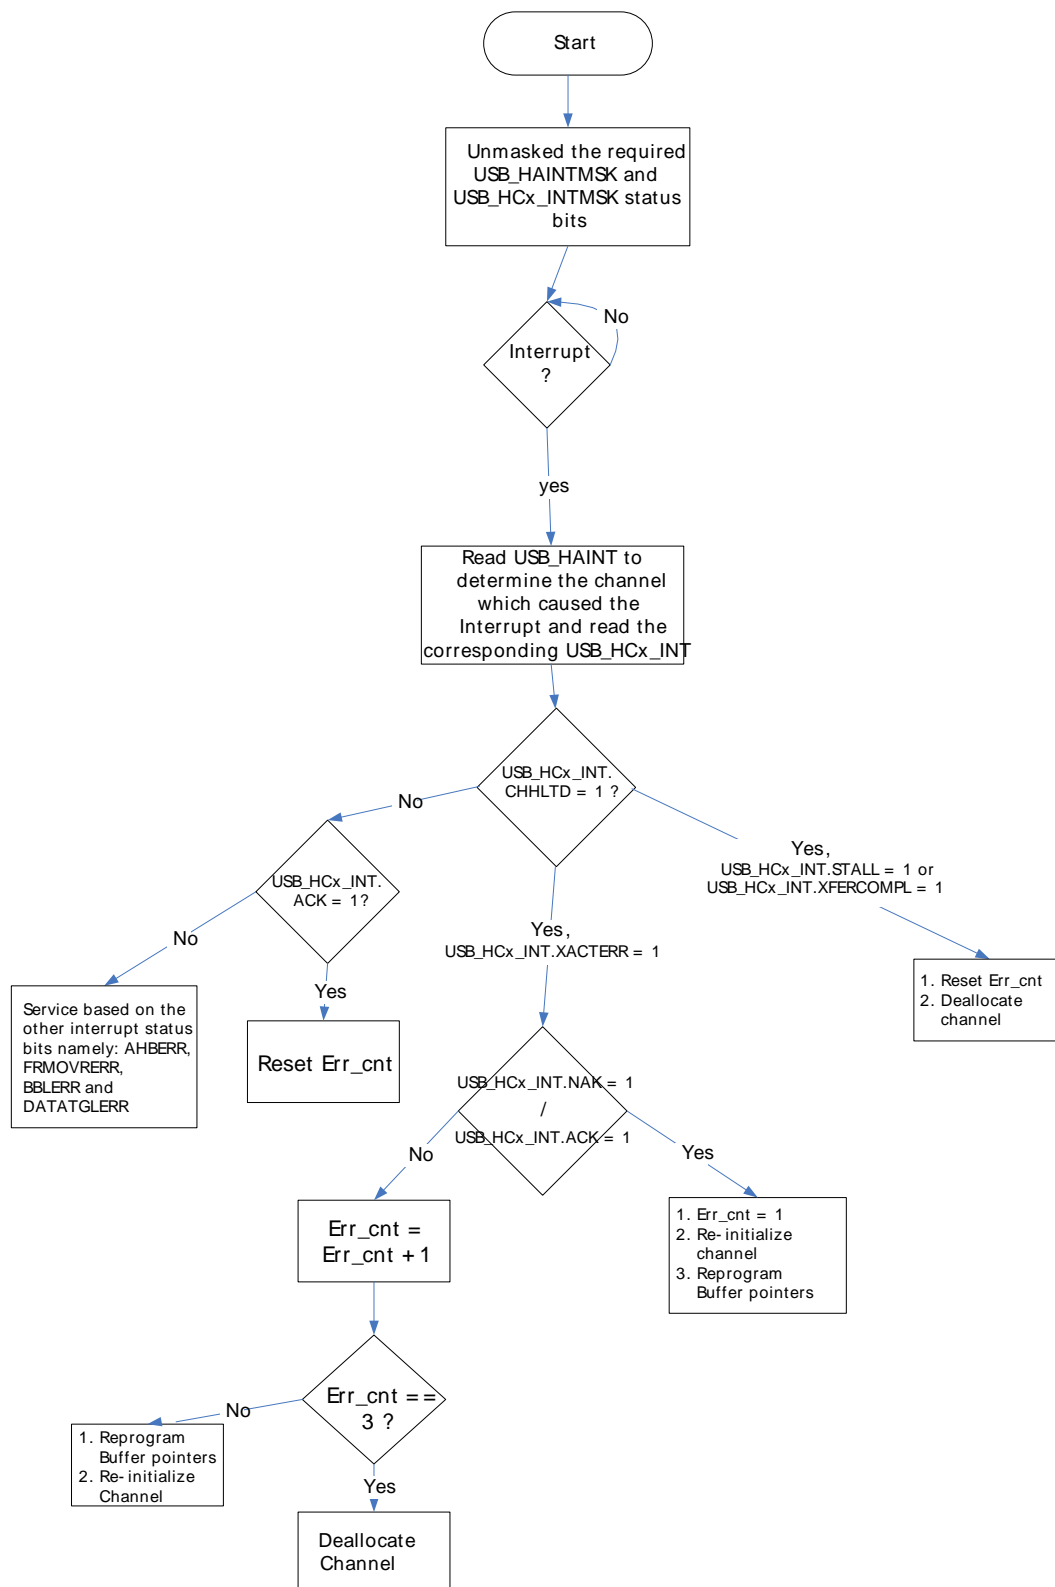 Start
Unmasked the required
USB_HAINTMSK and
USB_HCx_INTMSK status
bits
No
Interrupt
?
yes
Read USB_HAINT to
determine the channel
which caused the
Interrupt and read the
corresponding USB_HCx_INT
USB_HCx_INT.
CHHLTD = 1 ?
No
Yes,
USB_HCx_INT.STALL = 1 or
USB_HCx_INT.XFERCOMPL = 1
USB_HCx_INT.
ACK = 1?
Yes,
USB_HCx_INT.XACTERR = 1
No
Yes
1. Reset Err_cnt
2. Deallocate
channel
Service based on the
other interrupt status
bits namely: AHBERR,
FRMOVRERR,
BBLERR and
DATATGLERR
Reset Err_cnt
USB_HCx_INT.NAK = 1
/
USB_HCx_INT.ACK = 1
No
Yes
Err_cnt =
Err_cnt + 1
1. Err_cnt = 1
2. Re-initialize
channel
3. Reprogram
Buffer pointers
Err_cnt ==
3 ?
No
1. Reprogram
Buffer pointers
2. Re-initialize
Channel
Yes
Deallocate
Channel